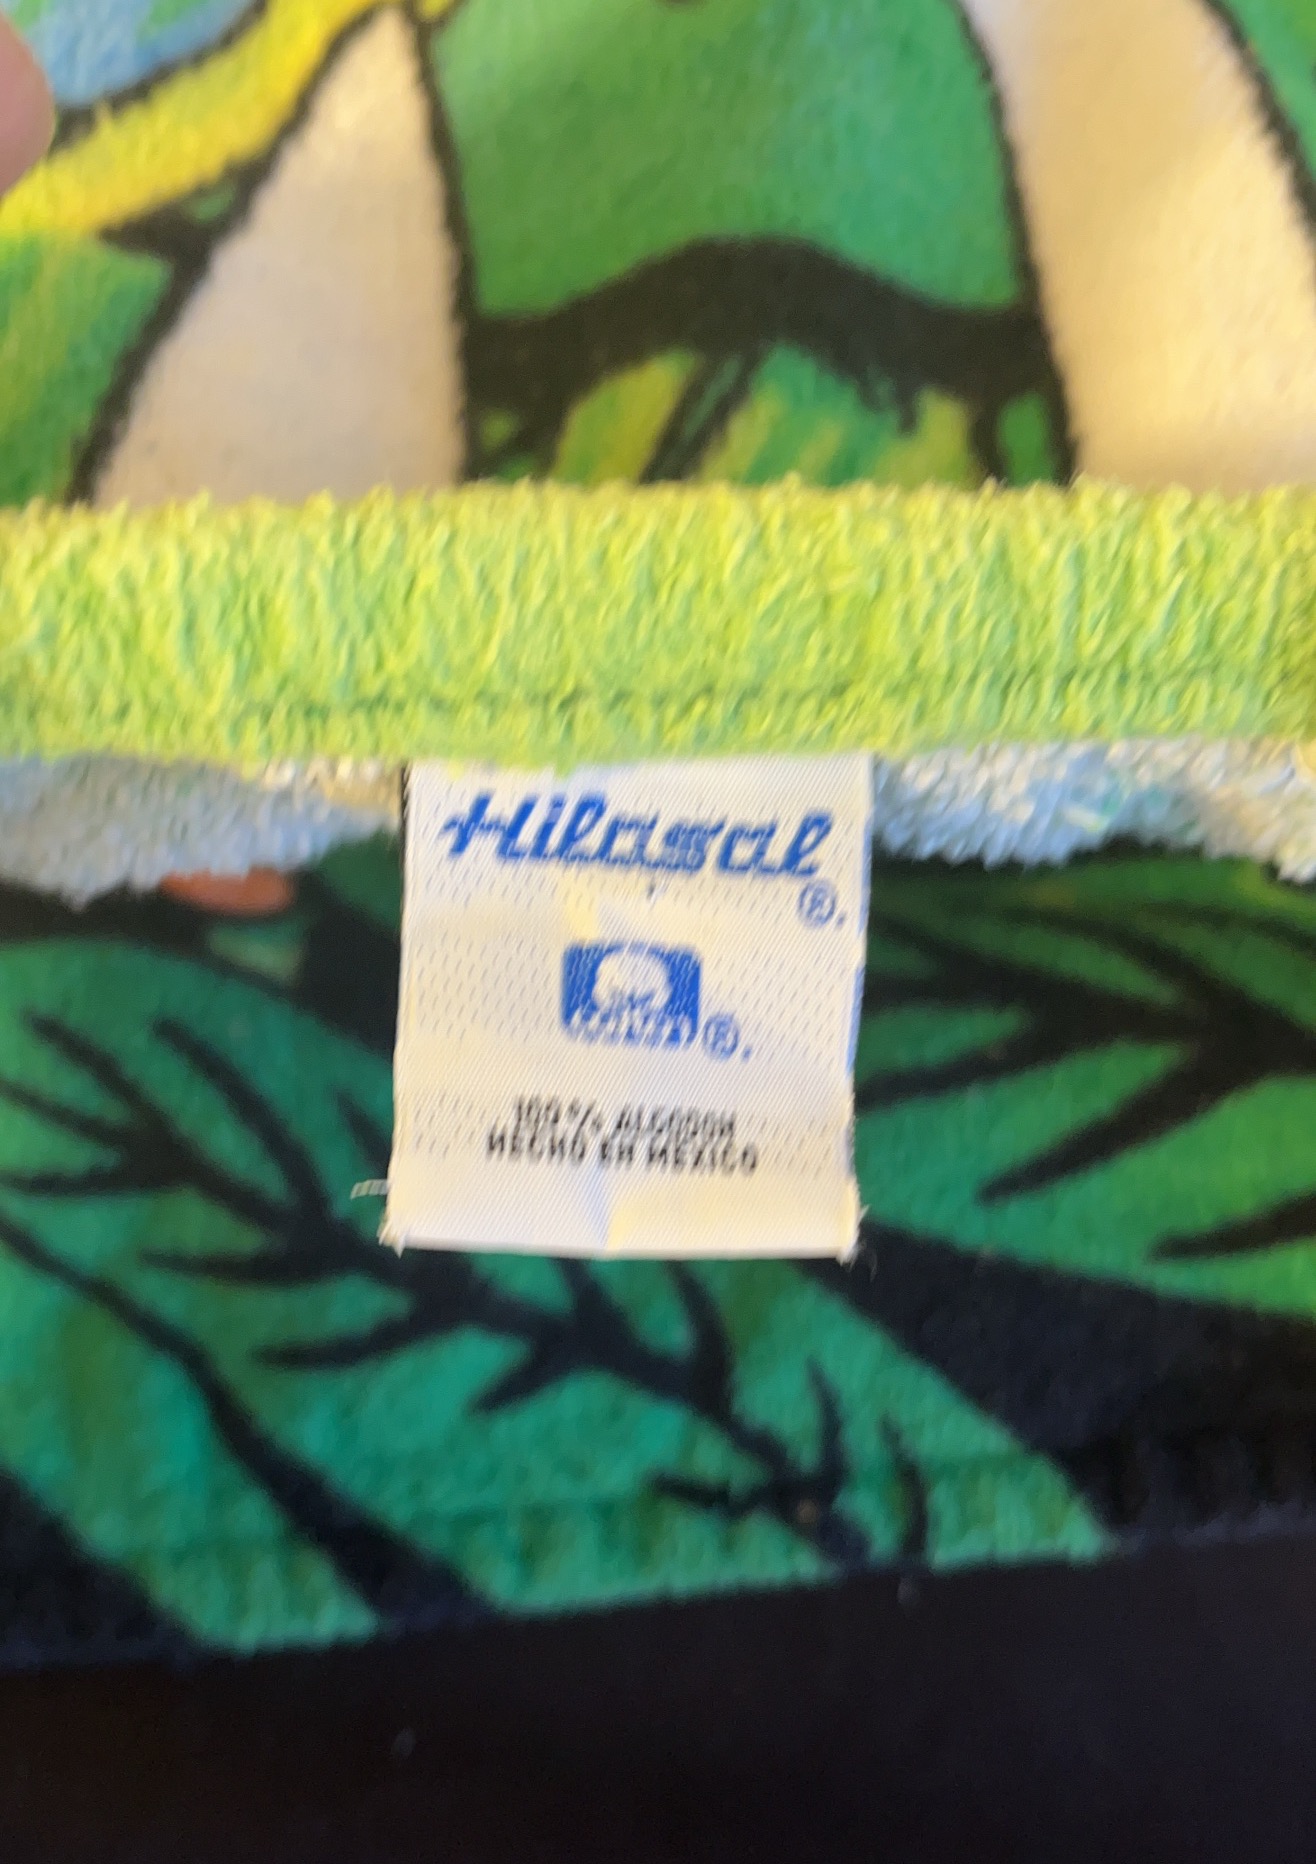 Hilasal
®.
®.
100% ALGODON
HECHO EN MEXICO